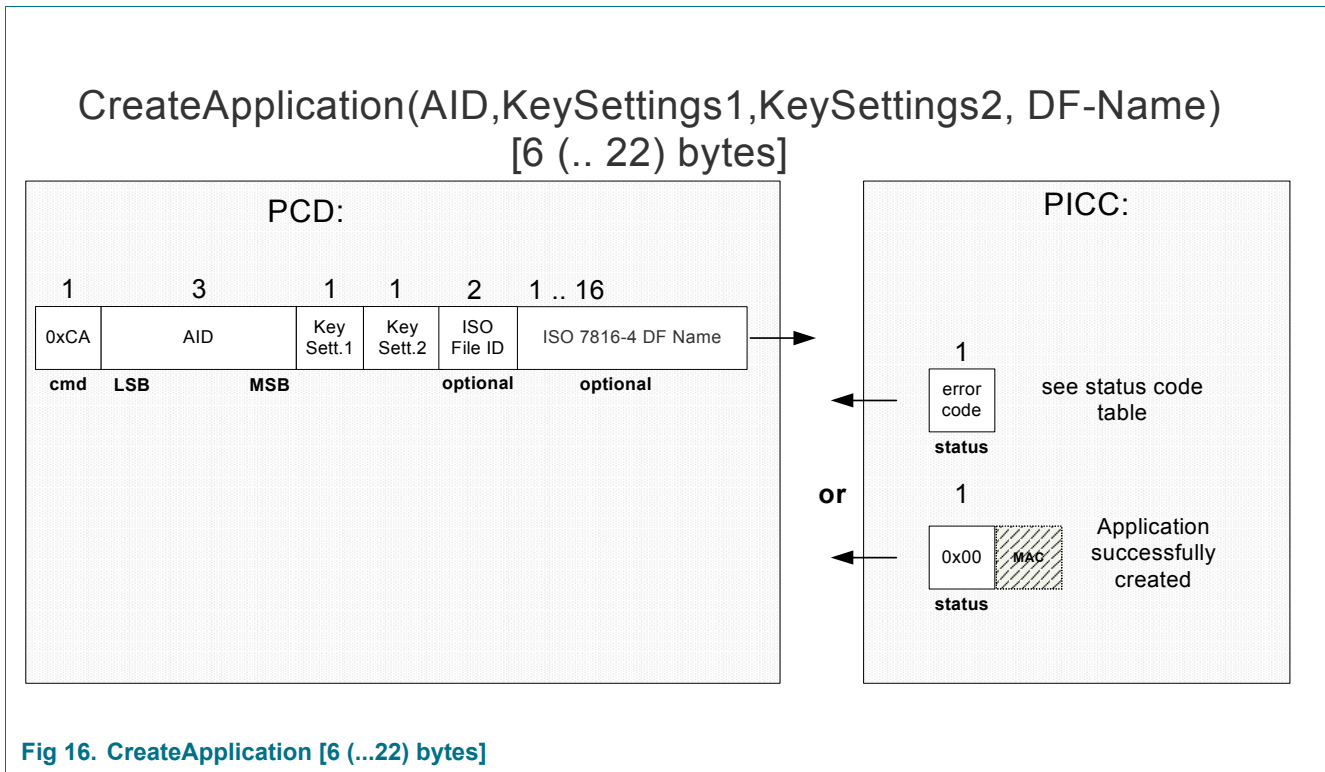 CreateApplication(AID,KeySettings1,KeySettings2, DF-Name)
[6 (.. 22) bytes]
PCD:
1 3 1 1 2 1 .. 16
0xCA AID Key Sett.1 Key Sett.2 ISO File ID ISO 7816-4 DF Name
cmd LSB MSB optional optional
PICC:
1
error code
see status code
table
status
or
1
0x00 MAC
Application
successfully
created
status
Fig 16. CreateApplication [6 (...22) bytes]